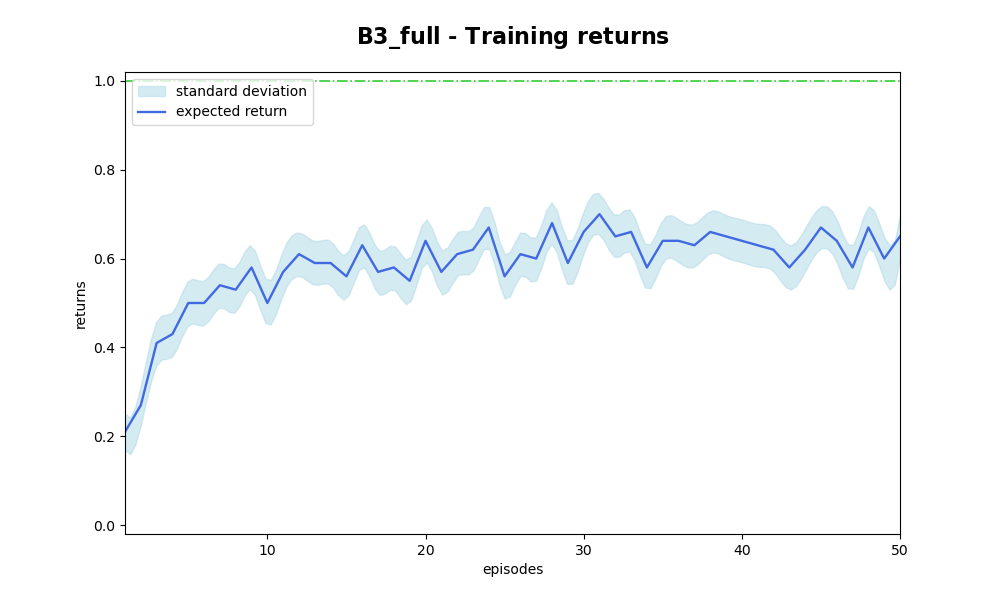 B3_full - Training returns
standard deviation
expected return
returns
1.0
0.8
0.6
0.4
0.2
0.0
10
20
30
40
50
episodes